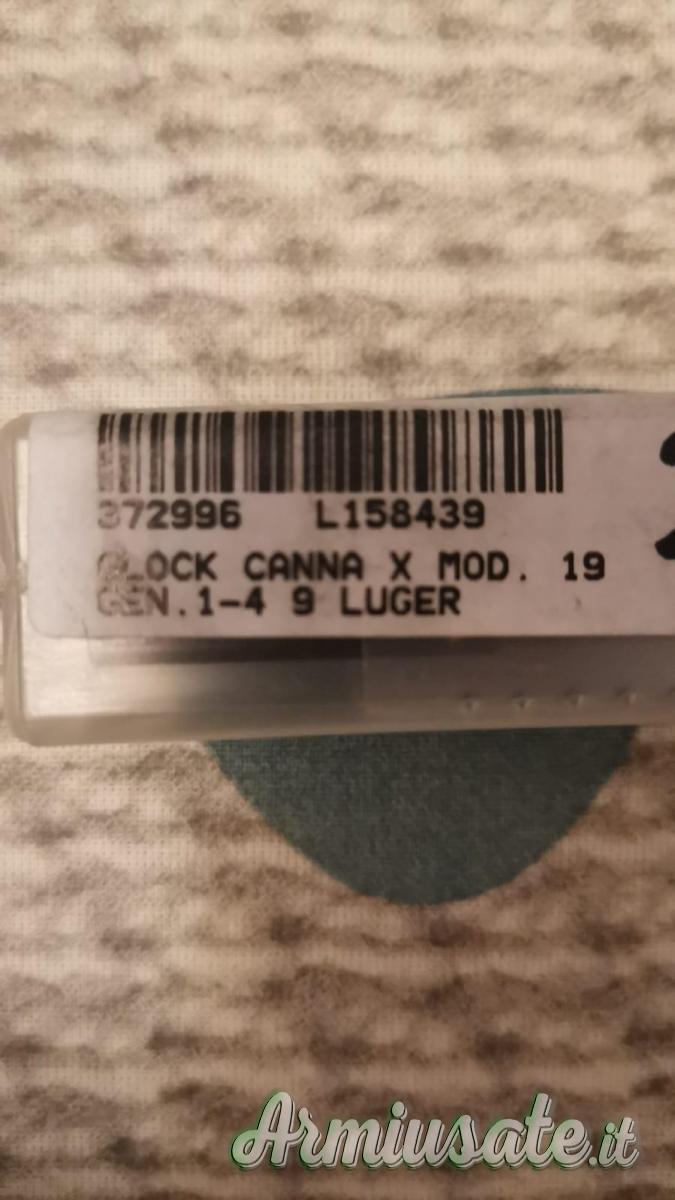 372996 L158439
GLOCK CANNA X MOD. 19
GEN.1-4 9 LUGER
Armiusate.it